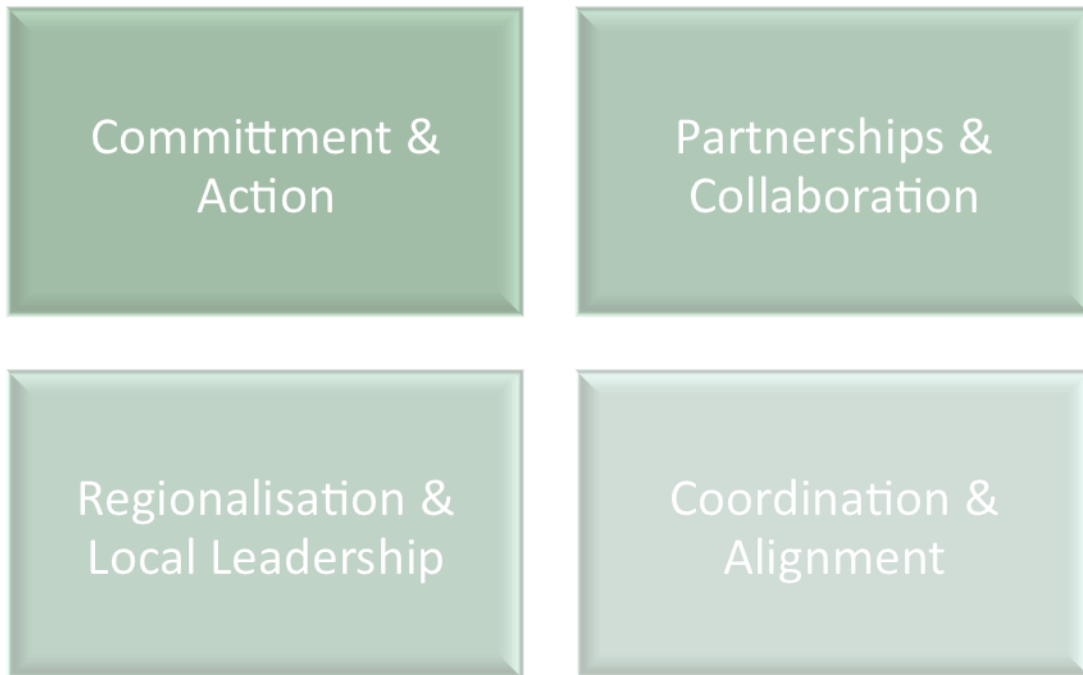 Committment &
Action
Partnerships &
Collaboration
Regionalisation &
Local Leadership
Coordination &
Alignment